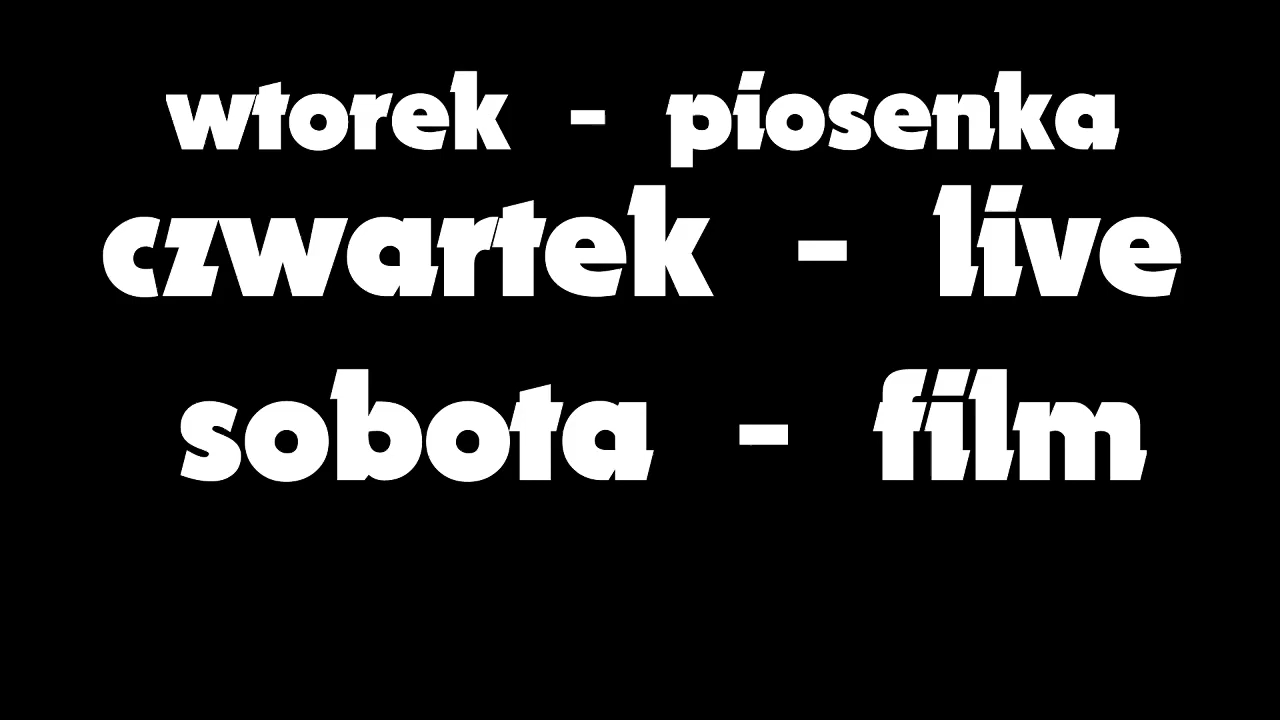 wtorek - piosenka
czwartek - live
sobota - film